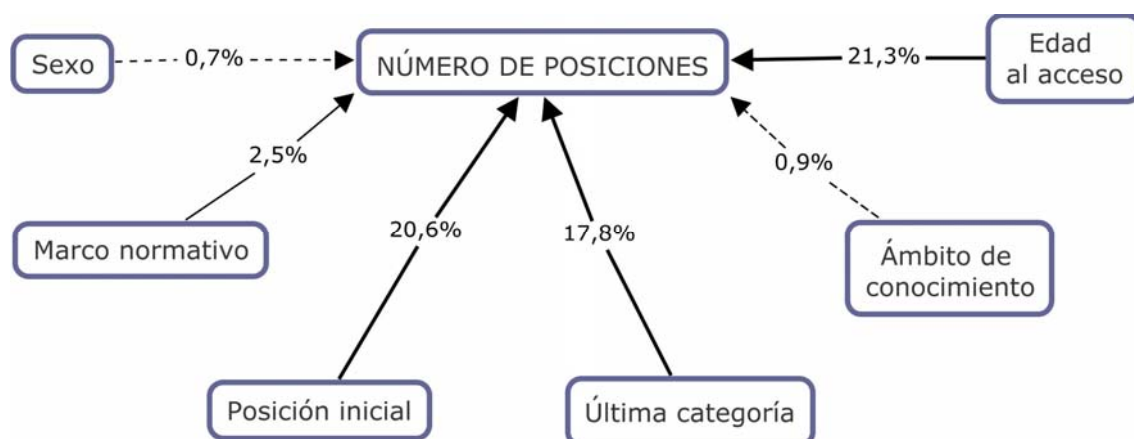 Sexo
0,7%
NÚMERO DE POSICIONES
21,3%
Edad
al acceso
2,5%
0,9%
Marco normativo
20,6%
17,8%
Ámbito de
conocimiento
Posición inicial
Última categoría